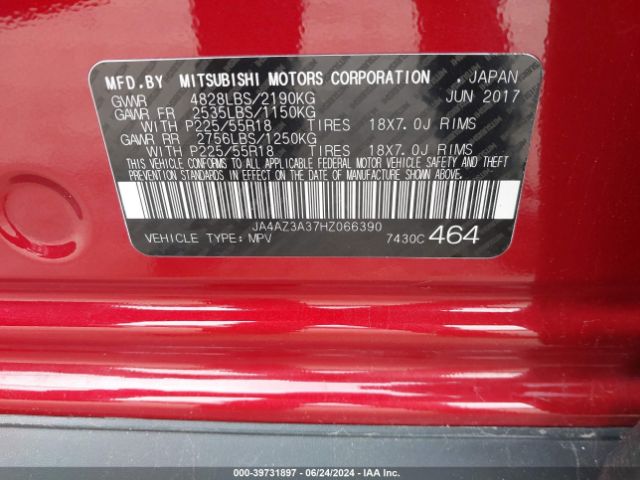 MFD.BY MITSUBISHI MOTORS CORPORATION . JAPAN
GVWR 4828LBS/2190KG JUN 2017
GAWR FR 2535LBS/1150KG
WITH P225/55R18 TIRES 18X7.0J RIMS
GAWR RR 2756LBS/1250KG
WITH P225/55R18 TIRES 18X7.0J RIMS
THIS VEHICLE CONFORMS TO ALL APPLICABLE FEDERAL MOTOR VEHICLE SAFETY AND THEFT
PREVENTION STANDARDS IN EFFECT ON THE DATE OF MANUFACTURE SHOWN ABOVE.
JA4AZ3A37HZ066390
VEHICLE TYPE: MPV 7430C 464
000-39731897 - 06/24/2024 - IAA Inc.